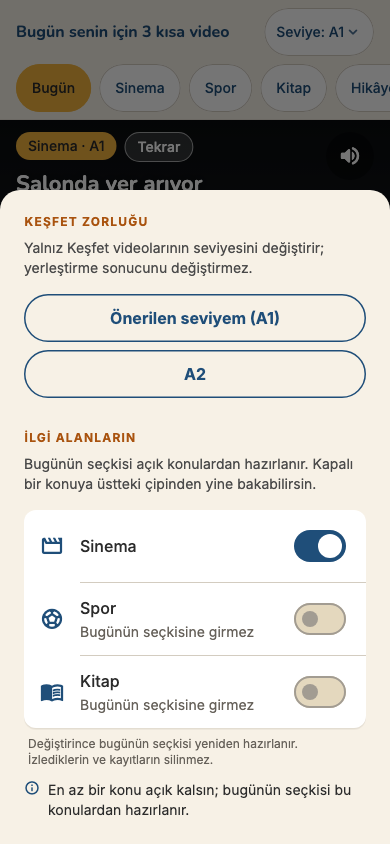 Bugün senin için 3 kısa video
Seviye: A1
Bugün
Sinema
Spor
Kitap
Sinema · A1
Tekrar
Salonda yer arıyor
KEŞFET ZORLUĞU
Yalnız Keşfet videolarının seviyesini değiştirir;
yerleştirme sonucunu değiştirmez.
Önerilen seviyem (A1)
A2
İLGİ ALANLARIN
Bugünün seçkisi açık konulardan hazırlanır. Kapalı
bir konuya üstteki çipinden yine bakabilirsin.
Sinema
Spor
Bugünün seçkisine girmez
Kitap
Bugünün seçkisine girmez
Değiştirince bugünün seçkisi yeniden hazırlanır.
İzlediklerin ve kayıtların silinmez.
En az bir konu açık kalsın; bugünün seçkisi bu
konulardan hazırlanır.